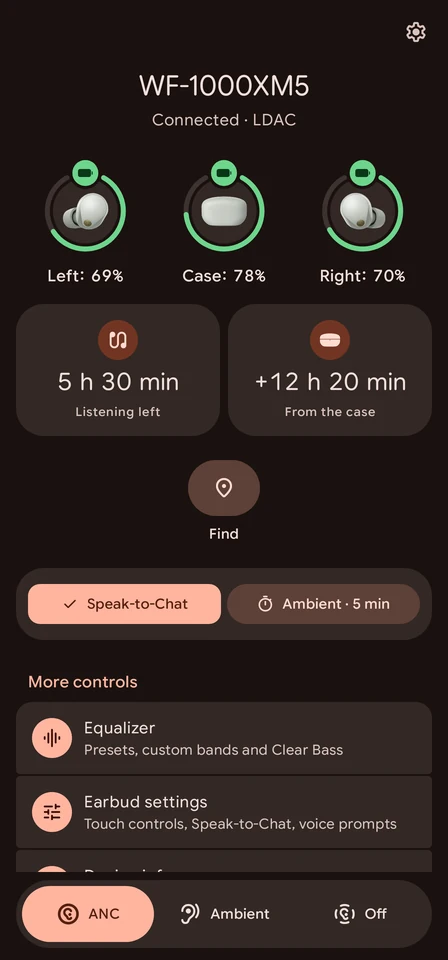 WF-1000XM5
Connected · LDAC
Left: 69%
Case: 78%
Right: 70%
5 h 30 min
Listening left
+12 h 20 min
From the case
Find
Speak-to-Chat
Ambient · 5 min
More controls
Equalizer
Presets, custom bands and Clear Bass
Earbud settings
Touch controls, Speak-to-Chat, voice prompts
ANC
Ambient
Off